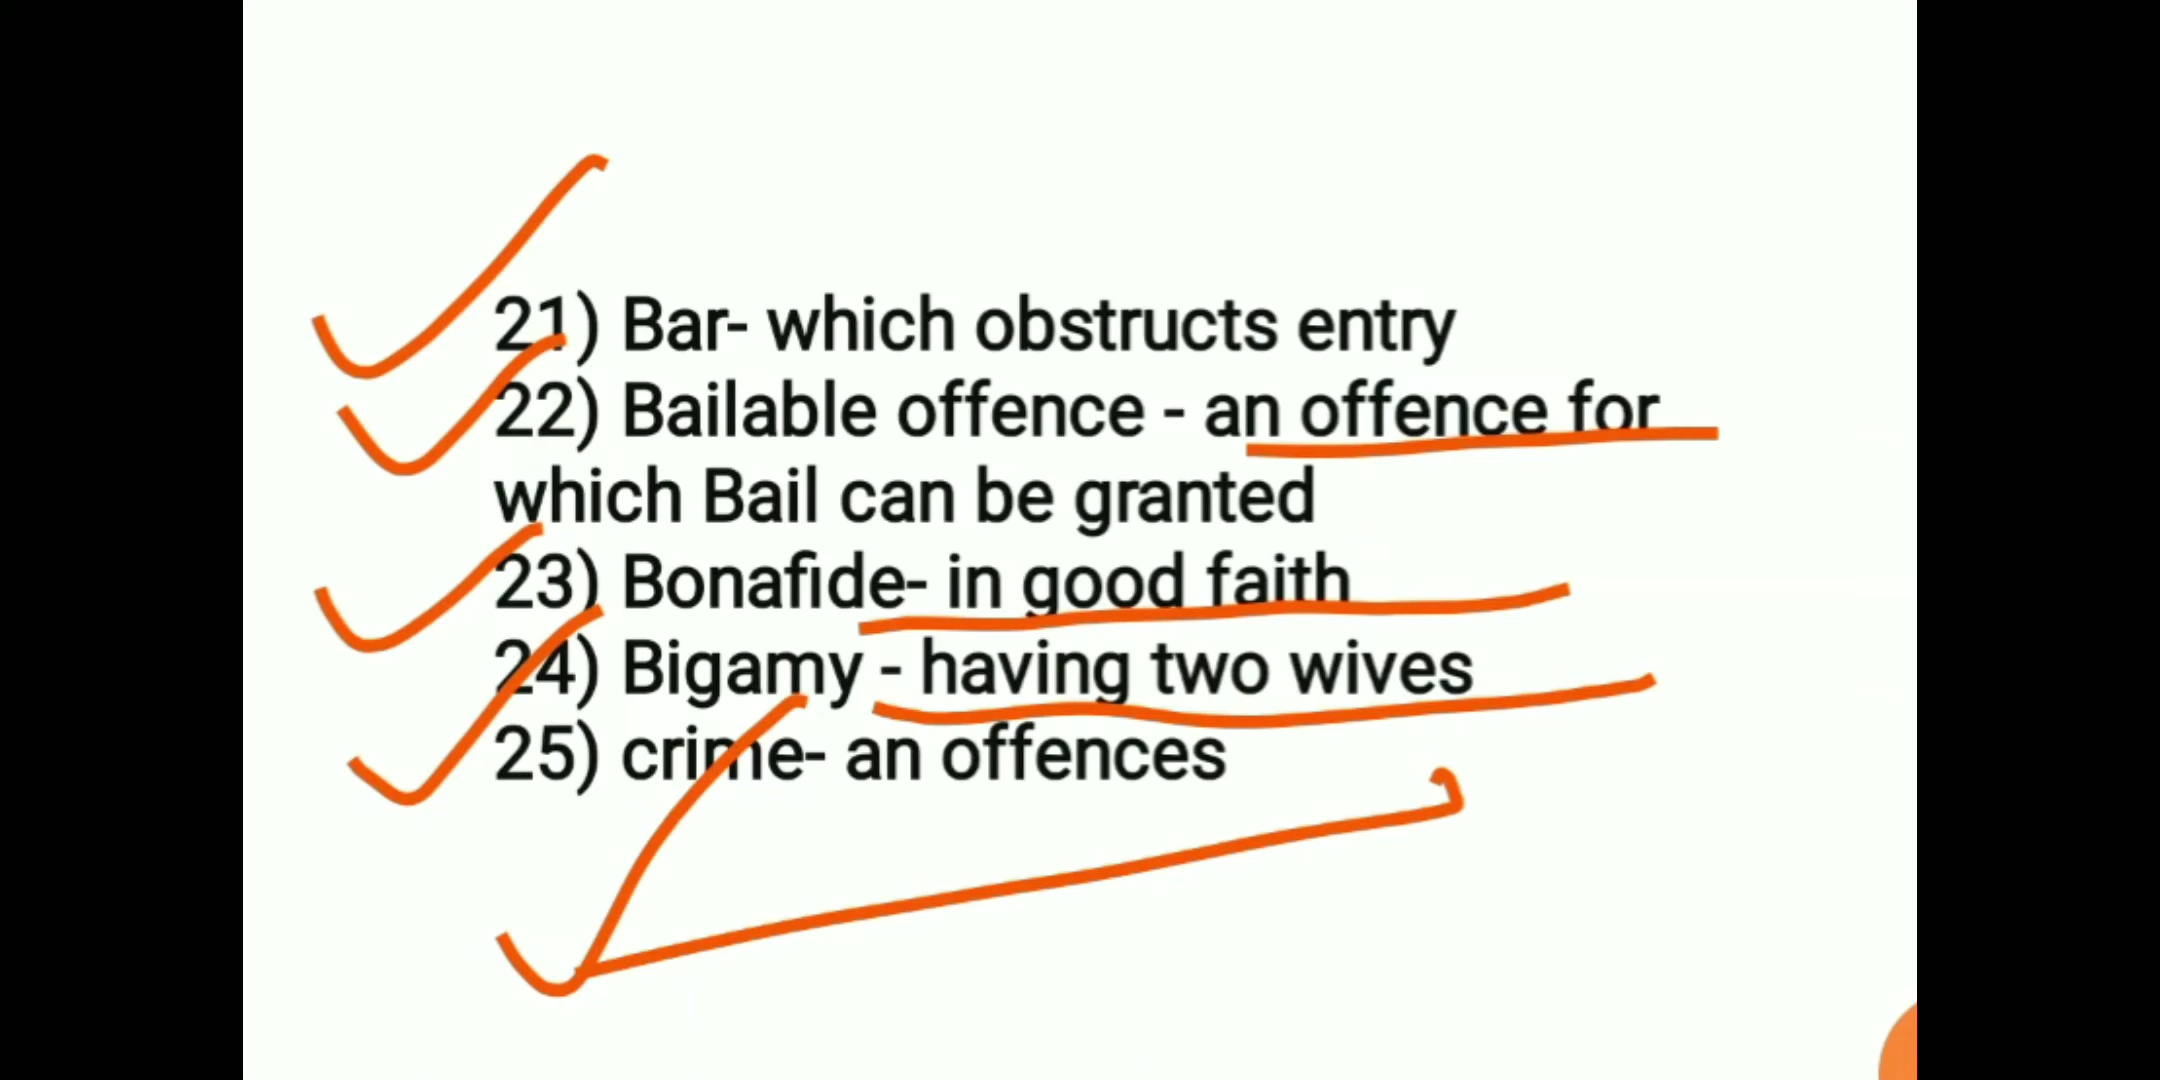 21) Bar- which obstructs entry
22) Bailable offence - an offence for
which Bail can be granted
23) Bonafide- in good faith
24) Bigamy - having two wives
25) crime- an offences